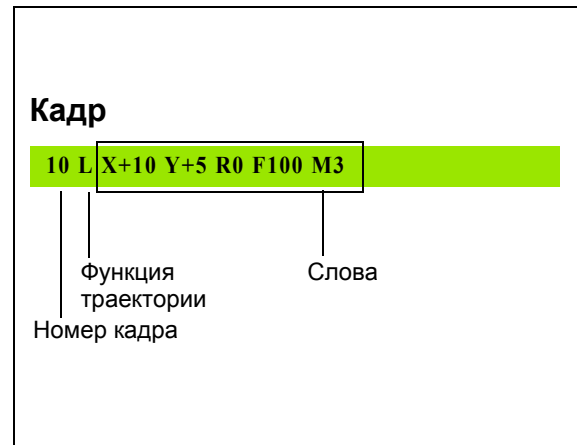 Кадр
10 L X+10 Y+5 R0 F100 M3
Функция
траектории
Слова
Номер кадра